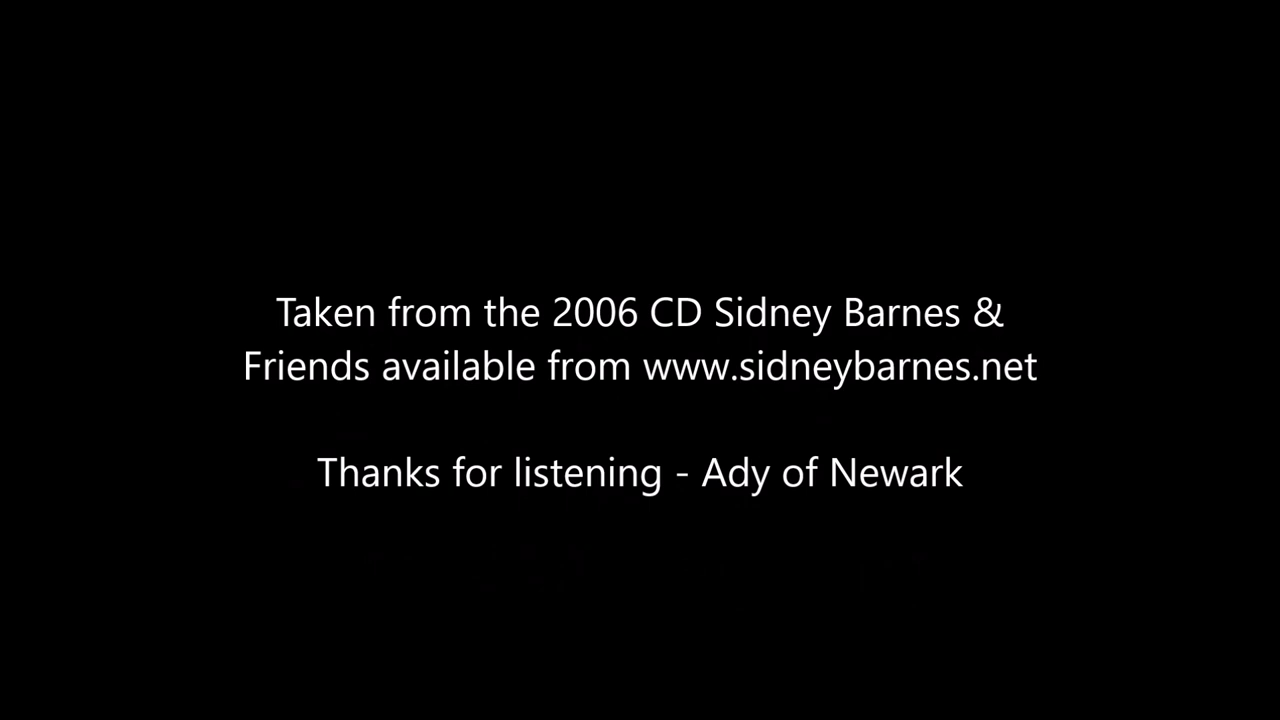 Taken from the 2006 CD Sidney Barnes &
Friends available from www.sidneybarnes.net
Thanks for listening - Ady of Newark